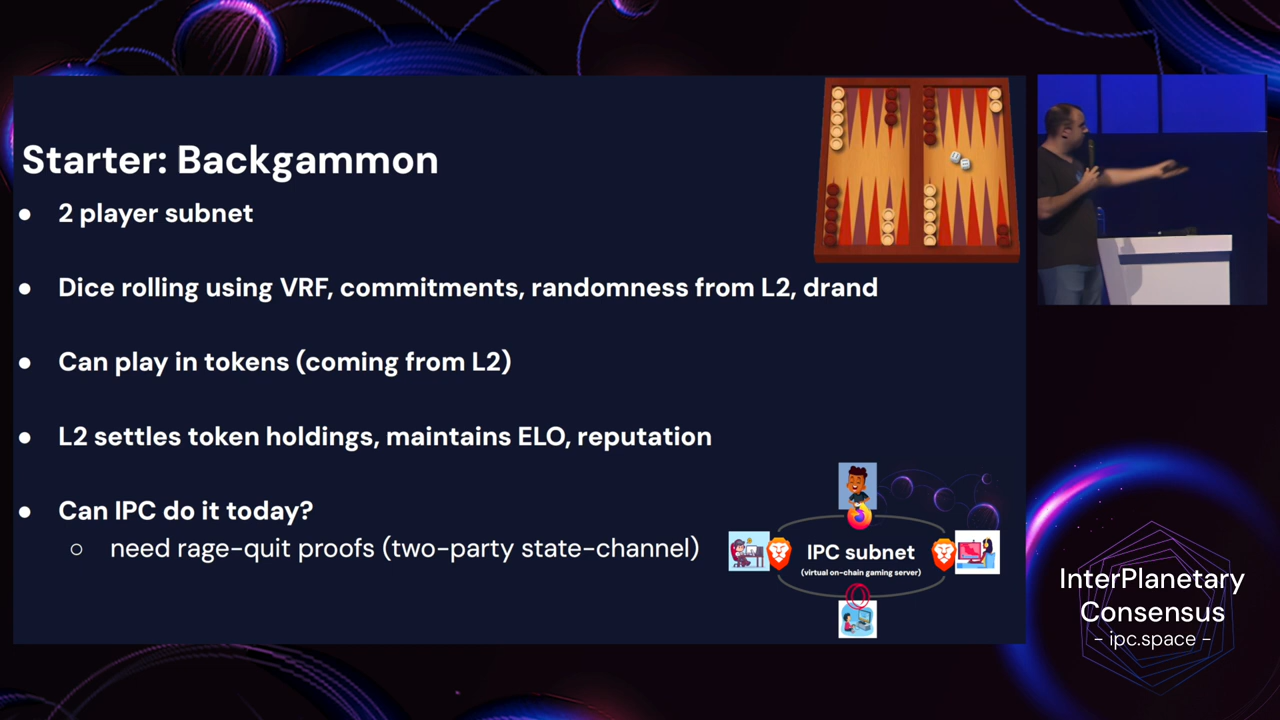 Starter: Backgammon
● 2 player subnet
● Dice rolling using VRF, commitments, randomness from L2, drand
● Can play in tokens (coming from L2)
● L2 settles token holdings, maintains ELO, reputation
● Can IPC do it today?
○ need rage-quit proofs (two-party state-channel)
IPC subnet
(virtual on-chain gaming server)
InterPlanetary
Consensus
- ipc.space -